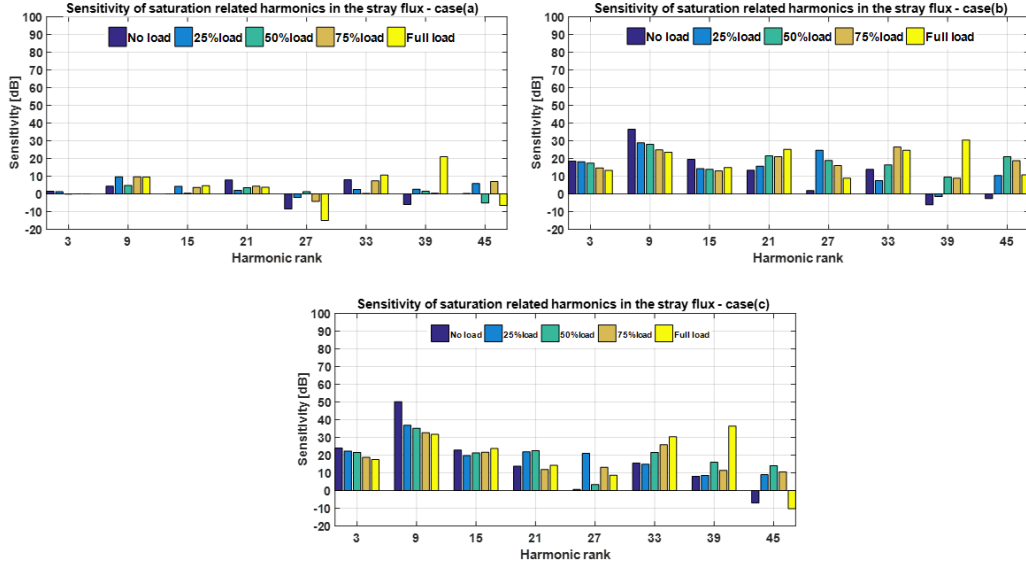 Sensitivity of saturation related harmonics in the stray flux - case(a)
100
90
80
70
60
50
40
30
20
10
0
-10
-20
Sensitivity [dB]
No load 25%load 50%load 75%load Full load
3 9 15 21 27 33 39 45
Harmonic rank
Sensitivity of saturation related harmonics in the stray flux - case(b)
100
90
80
70
60
50
40
30
20
10
0
-10
-20
Sensitivity [dB]
No load 25%load 50%load 75%load Full load
3 9 15 21 27 33 39 45
Harmonic rank
Sensitivity of saturation related harmonics in the stray flux - case(c)
100
90
80
70
60
50
40
30
20
10
0
-10
-20
Sensitivity [dB]
No load 25%load 50%load 75%load Full load
3 9 15 21 27 33 39 45
Harmonic rank